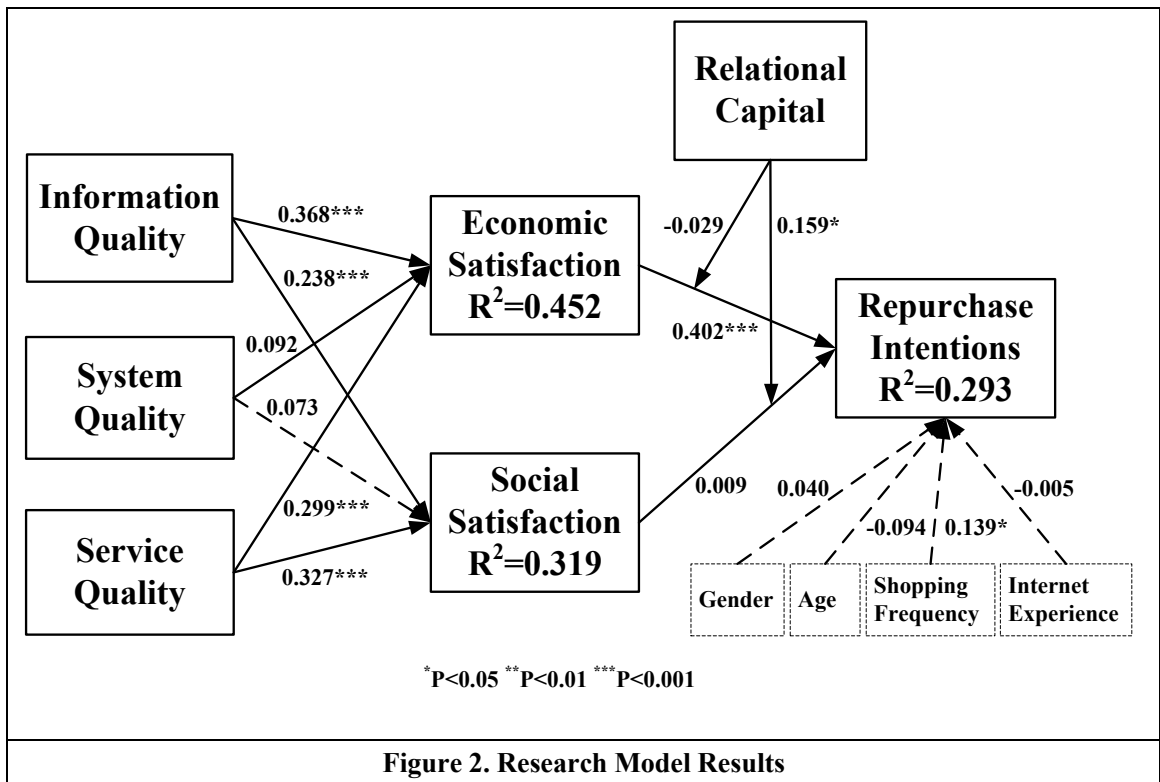 Relational
Capital
Information
Quality
System
Quality
Service
Quality
0.368***
0.238***
0.092
0.073
0.299***
0.327***
Economic
Satisfaction
R²=0.452
Social
Satisfaction
R²=0.319
-0.029
0.159*
0.402***
0.009
Repurchase
Intentions
R²=0.293
0.040
-0.094
0.139*
-0.005
Gender
Age
Shopping
Frequency
Internet
Experience
*P<0.05 **P<0.01 ***P<0.001
Figure 2. Research Model Results